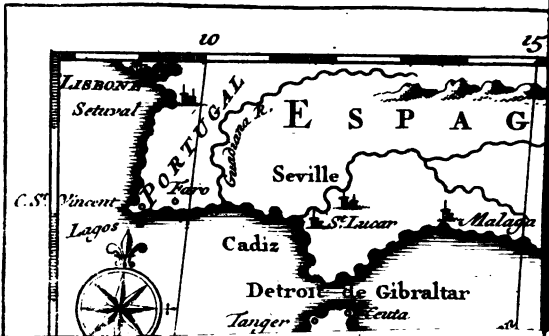 10
15
LISBONE
Setuval
PORTUGAL
Guadiana R.
ESPAG
C. St. Vincent
Faro
Lagos
Seville
St. Lucar
Malaga
Cadiz
Detroit de Gibraltar
Tanger
Ceuta